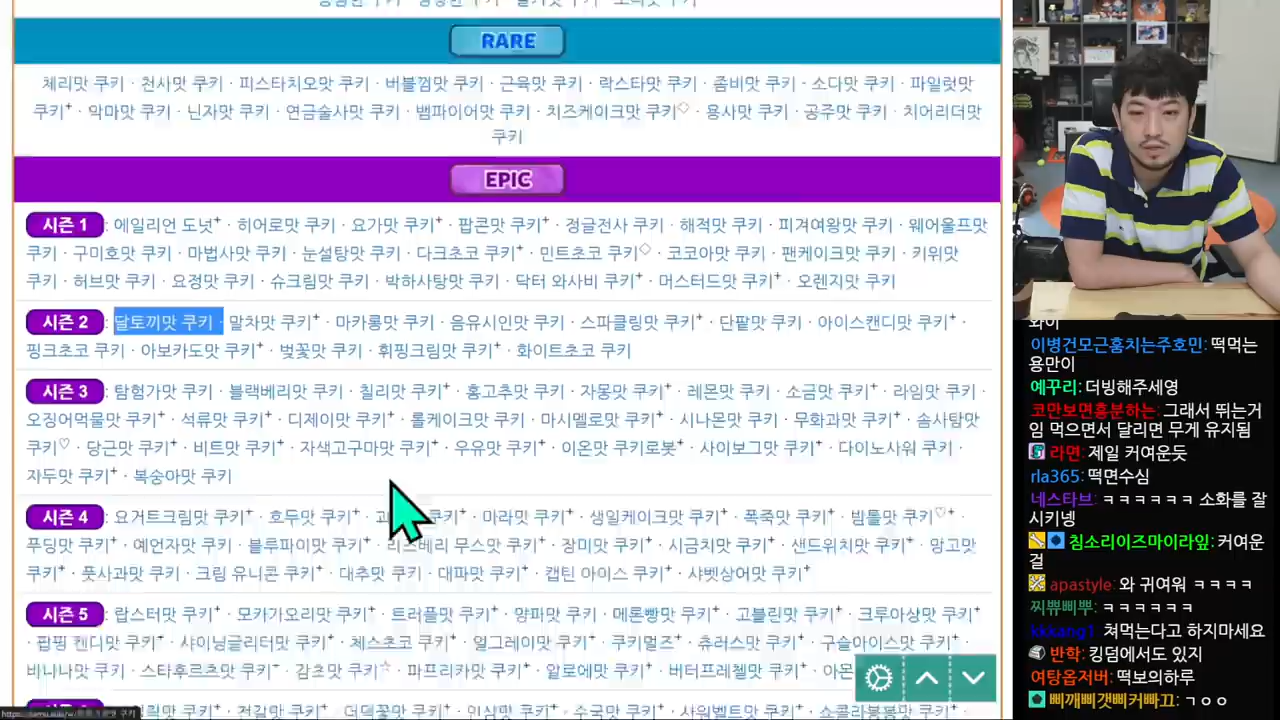 RARE
체리맛 쿠키 · 천사맛 쿠키 · 피스타치오맛 쿠키 · 버블껌맛 쿠키 · 근육맛 쿠키 · 락스타맛 쿠키 · 좀비맛 쿠키 · 소다맛 쿠키 · 파일럿맛
쿠키⁺ · 악마맛 쿠키 · 닌자맛 쿠키 · 연금술사맛 쿠키 · 뱀파이어맛 쿠키 · 치즈케이크맛 쿠키◇ · 용사맛 쿠키 · 공주맛 쿠키 · 치어리더맛
쿠키
EPIC
시즌 1 : 에일리언 도넛⁺ · 히어로맛 쿠키 · 요가맛 쿠키⁺ · 팝콘맛 쿠키⁺ · 정글전사 쿠키 · 해적맛 쿠키 · 피겨여왕맛 쿠키 · 웨어울프맛
쿠키 · 구미호맛 쿠키 · 마법사맛 쿠키 · 눈설탕맛 쿠키 · 다크초코 쿠키⁺ · 민트초코 쿠키◇ · 코코아맛 쿠키 · 팬케이크맛 쿠키 · 키위맛
쿠키 · 허브맛 쿠키 · 요정맛 쿠키 · 슈크림맛 쿠키 · 박하사탕맛 쿠키 · 닥터 와사비 쿠키⁺ · 머스터드맛 쿠키⁺ · 오렌지맛 쿠키
시즌 2 : 달토끼맛 쿠키 · 말차맛 쿠키⁺ · 마카롱맛 쿠키 · 음유시인맛 쿠키 · 스파클링맛 쿠키 · 단팥맛 쿠키 · 아이스캔디맛 쿠키⁺ ·
핑크초코 쿠키 · 아보카도맛 쿠키 · 벚꽃맛 쿠키 · 휘핑크림맛 쿠키⁺ · 화이트초코 쿠키
시즌 3 : 탐험가맛 쿠키 · 블랙베리맛 쿠키 · 칠리맛 쿠키⁺ · 홍고추맛 쿠키 · 자몽맛 쿠키⁺ · 레몬맛 쿠키 · 소금맛 쿠키⁺ · 라임맛 쿠키 ·
오징어먹물맛 쿠키⁺ · 석류맛 쿠키⁺ · 디제이맛 쿠키⁺ · 콜드이크맛 쿠키 · 마시멜로맛 쿠키⁺ · 시나몬맛 쿠키⁺ · 무화과맛 쿠키⁺ · 솜사탕맛
쿠키♡ · 당근맛 쿠키 · 비트맛 쿠키⁺ · 자색고구마맛 쿠키⁺ · 우유맛 쿠키⁺ · 이온맛 쿠키로봇⁺ · 사이보그맛 쿠키⁺ · 다이노사워 쿠키 ·
자두맛 쿠키⁺ · 복숭아맛 쿠키
시즌 4 : 요거트크림맛 쿠키⁺ · 호두맛 쿠키⁺ · 마라맛 쿠키⁺ · 생일케이크맛 쿠키⁺ · 폭죽맛 쿠키⁺ · 밤톨맛 쿠키♡⁺ ·
푸딩맛 쿠키⁺ · 예언자맛 쿠키⁺ · 블루파이맛 베리 무스맛 쿠키⁺ · 장미맛 쿠키⁺ · 시금치맛 쿠키⁺ · 샌드위치맛 쿠키⁺ · 망고맛
쿠키⁺ · 풋사과맛 쿠키⁺ · 크림 유니콘 쿠키⁺ · 배추맛 쿠키⁺ · 대파맛 쿠키⁺ · 캡틴 아이스 쿠키⁺ · 샤벳상어맛 쿠키⁺
시즌 5 : 랍스터맛 쿠키⁺ · 모카가오리맛 쿠키⁺ · 트러플맛 쿠키⁺ · 양파맛 쿠키⁺ · 메론빵맛 쿠키⁺ · 고블린맛 쿠키⁺ · 크루아상맛 쿠키⁺
· 팝핑 캔디맛 쿠키⁺ · 샤이닝글리터맛 쿠키⁺ · 초코 쿠키⁺ · 얼그레이맛 쿠키⁺ · 쿠키멀즈⁺ · 츄러스맛 쿠키⁺ · 구슬아이스맛 쿠키⁺ ·
바나나맛 쿠키 · 스타후르츠맛 쿠키⁺ · 감초 · 파프리카맛 쿠키⁺ · 알로에맛 · 버터프레첼맛
이병건모근훔치는주호민: 떡먹는
용만이
예꾸리: 더빙해주세영
코만보면흥분하는: 그래서 뛰는거
임 먹으면서 달리면 무게 유지됨
라면: 제일 커여운듯
rla365: 떡면수심
네스타브: ㅋㅋㅋㅋㅋㅋ 소화를 잘
시키넹
침소리이즈마이라잎: 커여운
걸
apastyle: 와 귀여워 ㅋㅋㅋㅋ
찌쀼삐뿌: ㅋㅋㅋㅋㅋㅋ
kkkang1: 쳐먹는다고 하지마세요
반학: 킹덤에서도 있지
여탕옵저버: 떡보의하루
삐깨삐갯삐커빠끄: ㄱㅇㅇ